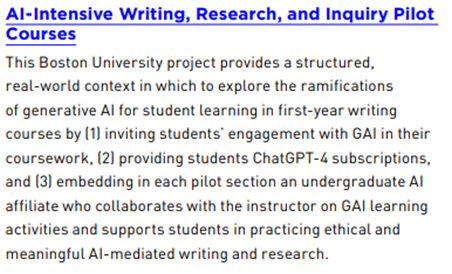 AI-Intensive Writing, Research, and Inquiry Pilot
Courses
This Boston University project provides a structured,
real-world context in which to explore the ramifications
of generative AI for student learning in first-year writing
courses by (1) inviting students’ engagement with GAI in their
coursework, (2) providing students ChatGPT-4 subscriptions,
and (3) embedding in each pilot section an undergraduate AI
affiliate who collaborates with the instructor on GAI learning
activities and supports students in practicing ethical and
meaningful AI-mediated writing and research.